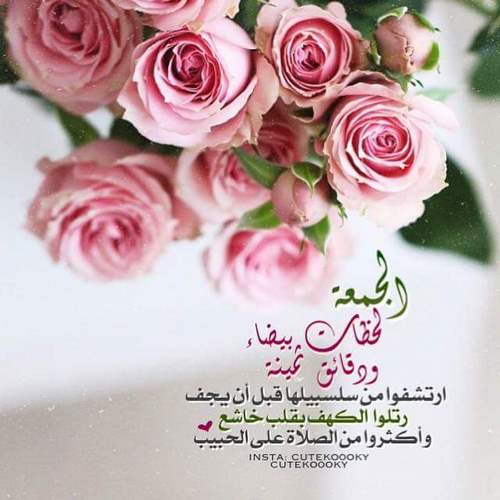 الجمعة
لحظات بيضاء
ودقائق ثمينة
ارتشفوا من سلسبيلها قبل أن يجف
رتلوا الكهف بقلب خاشع
وأكثروا من الصلاة على الحبيب
INSTA: CUTEKOOOKY
CUTEKOOOKY